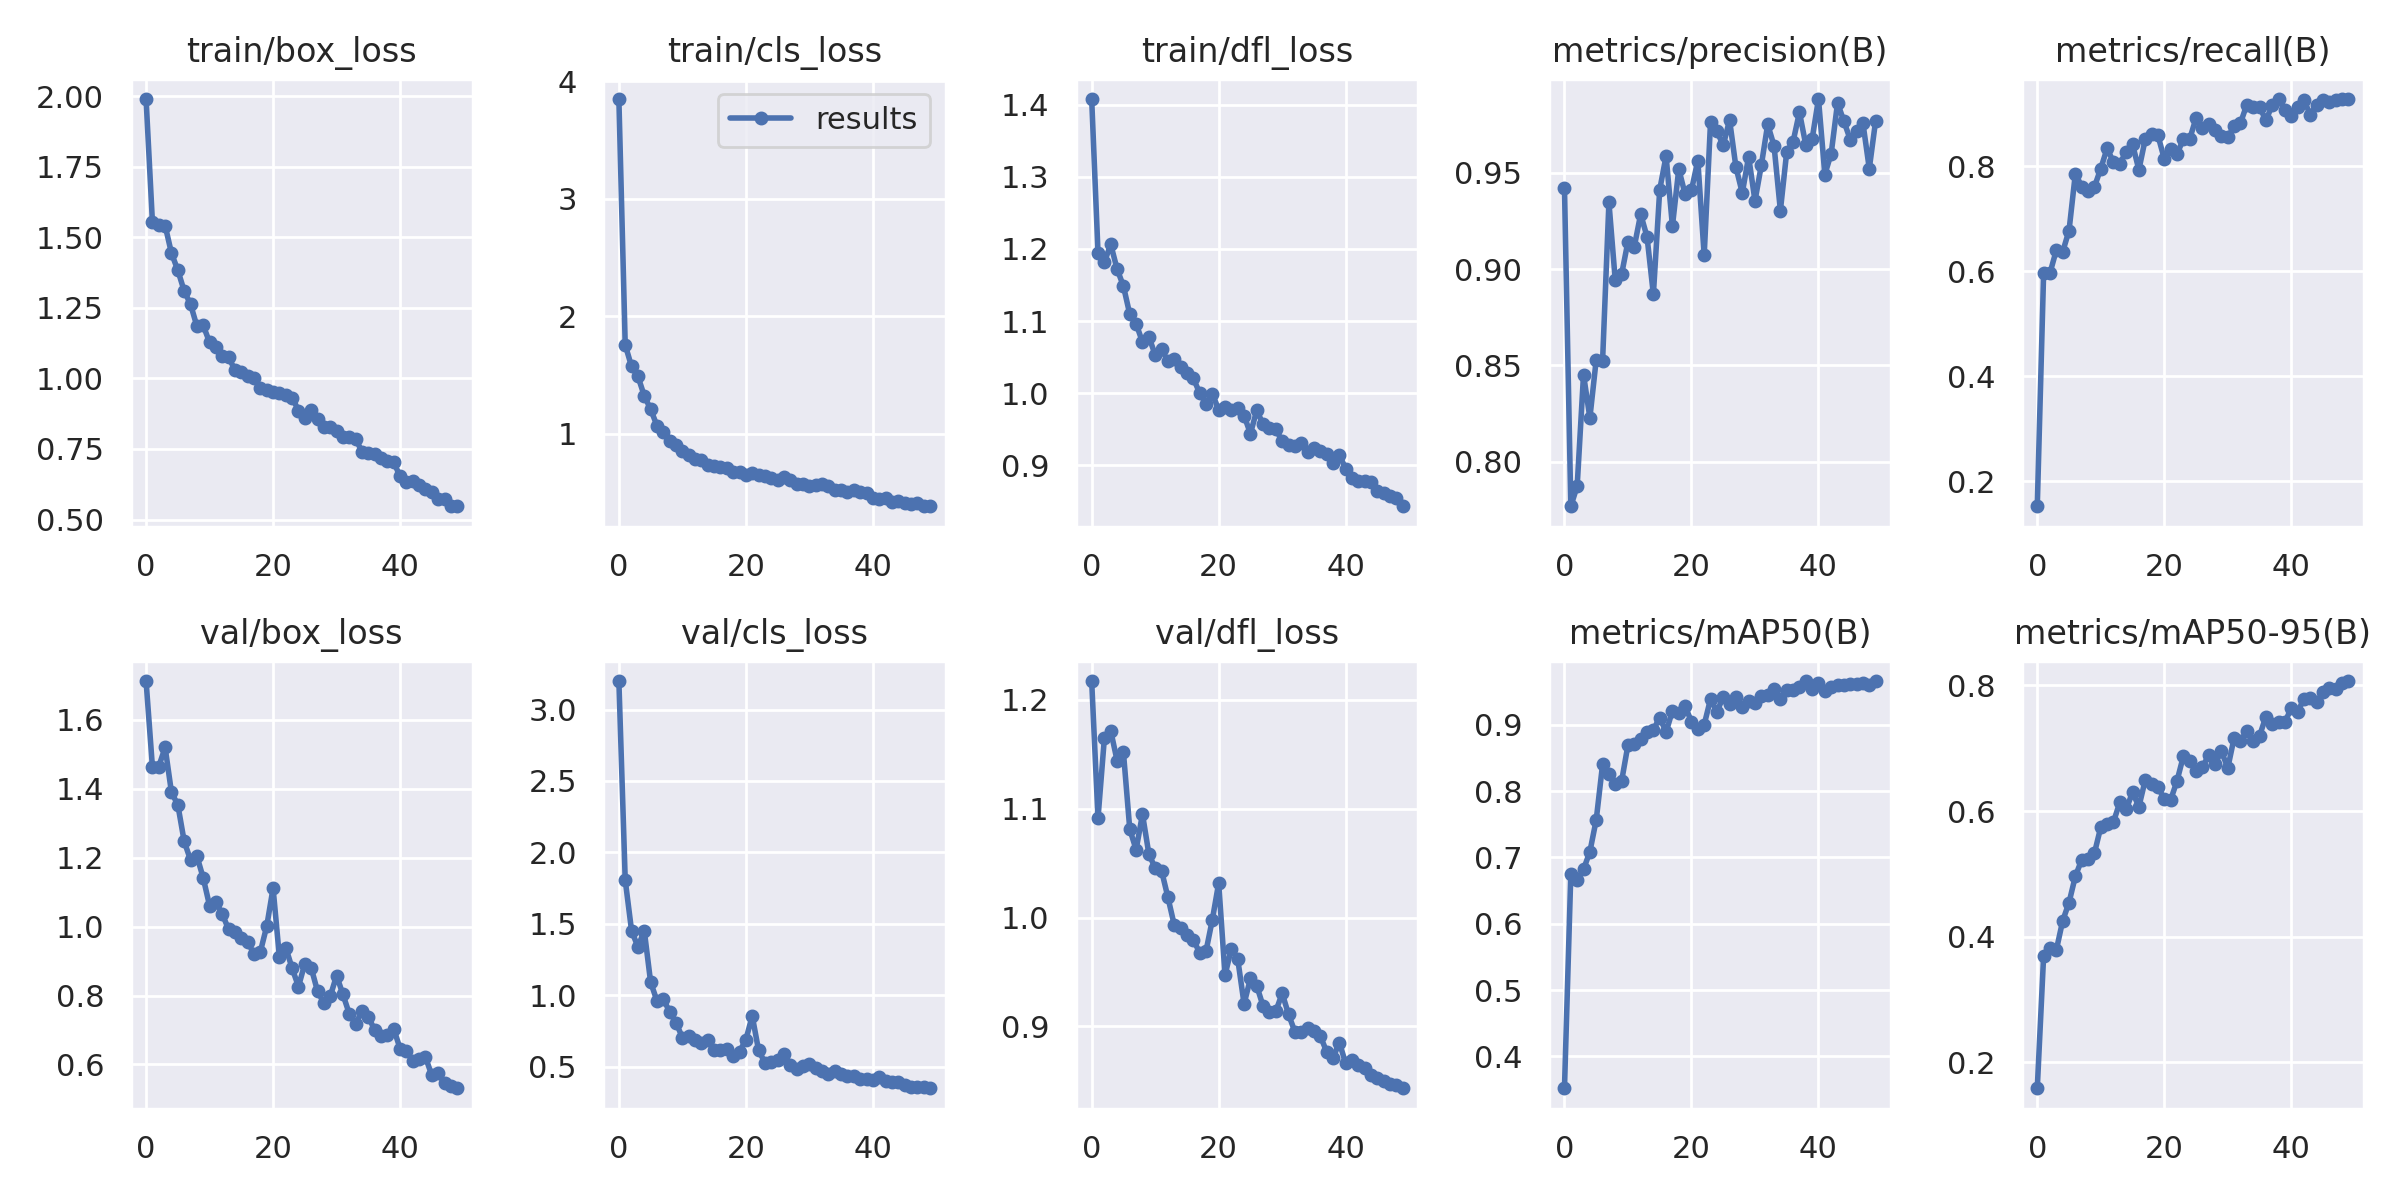 train/box_loss
2.00
1.75
1.50
1.25
1.00
0.75
0.50
0 20 40
train/cls_loss
results
4
3
2
1
0 20 40
train/dfl_loss
1.4
1.3
1.2
1.1
1.0
0.9
0 20 40
metrics/precision(B)
0.95
0.90
0.85
0.80
0 20 40
metrics/recall(B)
0.8
0.6
0.4
0.2
0 20 40
val/box_loss
1.6
1.4
1.2
1.0
0.8
0.6
0 20 40
val/cls_loss
3.0
2.5
2.0
1.5
1.0
0.5
0 20 40
val/dfl_loss
1.2
1.1
1.0
0.9
0 20 40
metrics/mAP50(B)
0.9
0.8
0.7
0.6
0.5
0.4
0 20 40
metrics/mAP50-95(B)
0.8
0.6
0.4
0.2
0 20 40